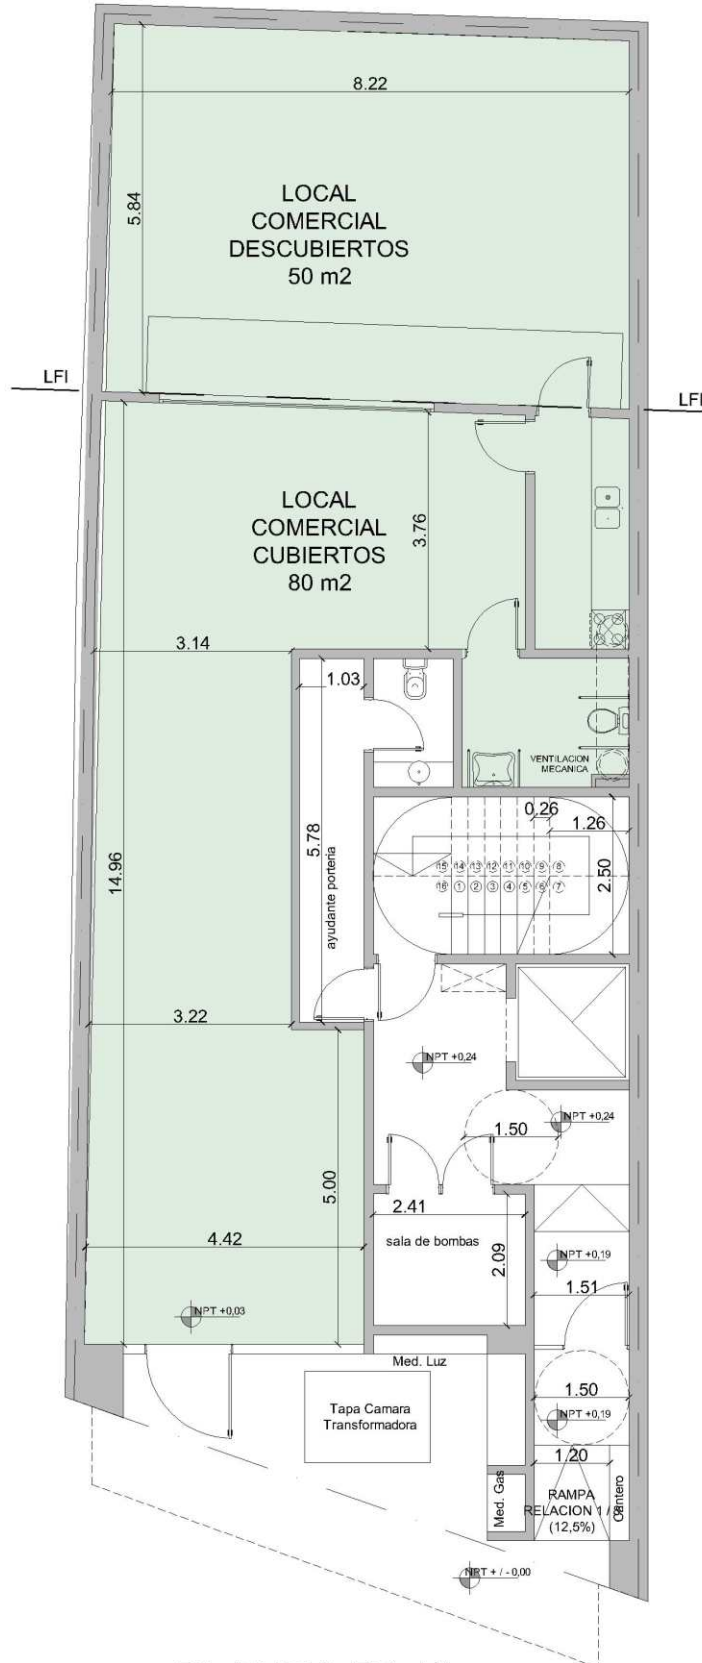 8.22
5.84
LOCAL
COMERCIAL
DESCUBIERTOS
50 m2
LFI
LFI
LOCAL
COMERCIAL
CUBIERTOS
80 m2
3.76
3.14
1.03
VENTILACION
MECANICA
0.26
1.26
2.50
5.78
ayudante porteria
14.96
15 14 13 12 11 10 9 8
16 1 2 3 4 5 6 7
3.22
NPT +0,24
NPT +0,24
1.50
5.00
2.41
4.42
sala de bombas
2.09
NPT +0,19
1.51
NPT +0,03
Med. Luz
Tapa Camara
Transformadora
1.50
NPT +0,19
1.20
Med. Gas
RAMPA
RELACION 1 / 8
(12,5%)
Cantero
NPT + / - 0,00